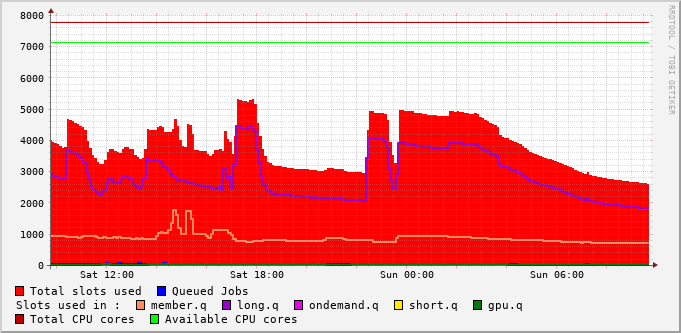 8000
7000
6000
5000
4000
3000
2000
1000
0
Sat 12:00 Sat 18:00 Sun 00:00 Sun 06:00
Total slots used Queued Jobs
Slots used in : member.q long.q ondemand.q short.q gpu.q
Total CPU cores Available CPU cores
RRDTOOL / TOBI OETIKER